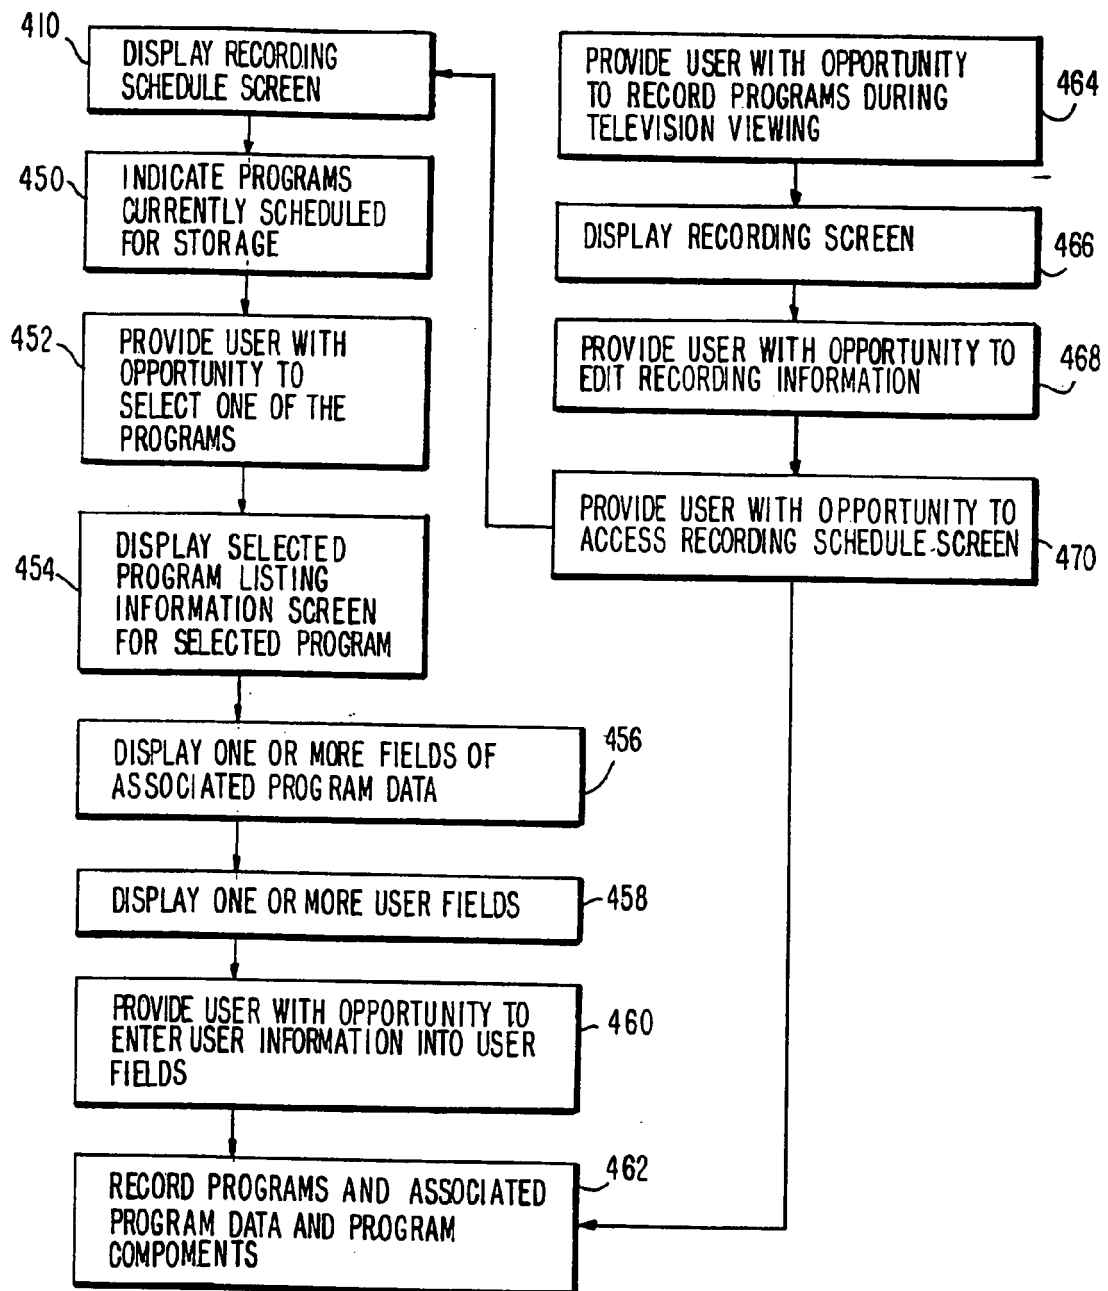 410
DISPLAY RECORDING
SCHEDULE SCREEN
450
INDICATE PROGRAMS
CURRENTLY SCHEDULED
FOR STORAGE
452
PROVIDE USER WITH
OPPORTUNITY TO
SELECT ONE OF THE
PROGRAMS
454
DISPLAY SELECTED
PROGRAM LISTING
INFORMATION SCREEN
FOR SELECTED PROGRAM
DISPLAY ONE OR MORE FIELDS OF
ASSOCIATED PROGRAM DATA
456
DISPLAY ONE OR MORE USER FIELDS
458
PROVIDE USER WITH OPPORTUNITY TO
ENTER USER INFORMATION INTO USER
FIELDS
460
RECORD PROGRAMS AND ASSOCIATED
PROGRAM DATA AND PROGRAM
COMPOMENTS
462
PROVIDE USER WITH OPPORTUNITY
TO RECORD PROGRAMS DURING
TELEVISION VIEWING
464
DISPLAY RECORDING SCREEN
466
PROVIDE USER WITH OPPORTUNITY TO
EDIT RECORDING INFORMATION
468
PROVIDE USER WITH OPPORTUNITY TO
ACCESS RECORDING SCHEDULE SCREEN
470